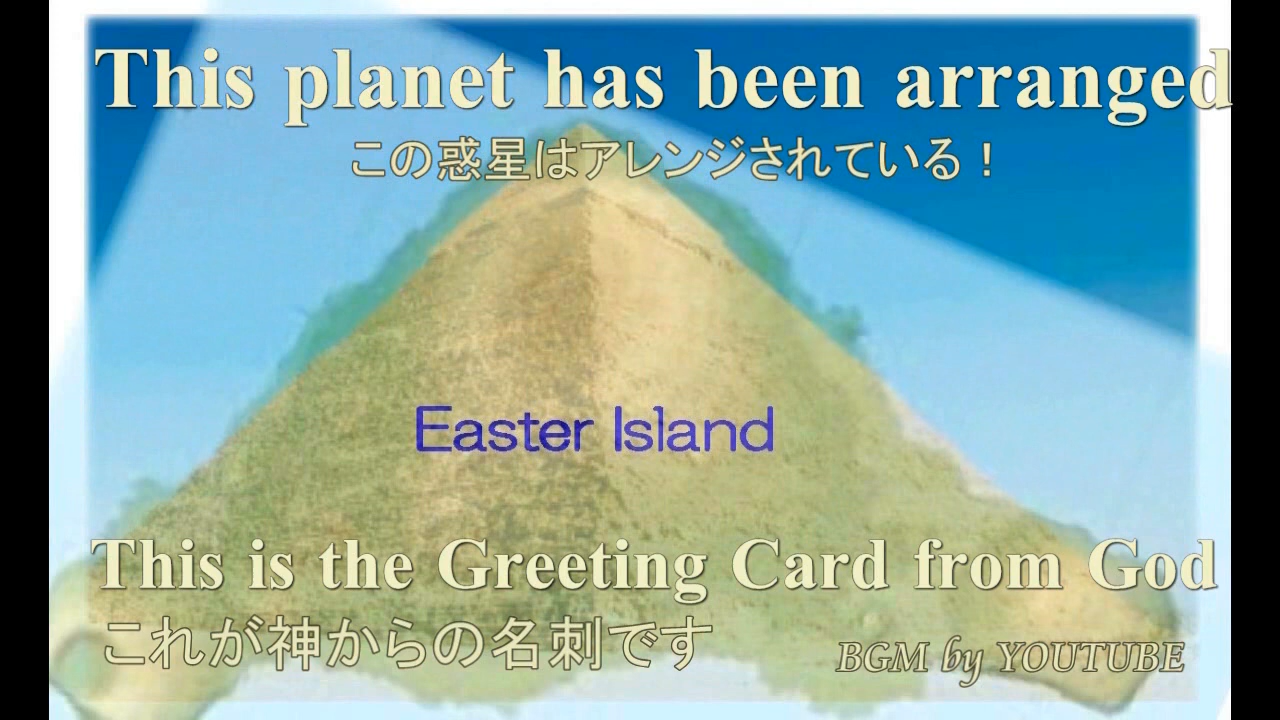 This planet has been arranged
この惑星はアレンジされている！
Easter Island
This is the Greeting Card from God
これが神からの名刺です
BGM by YOUTUBE